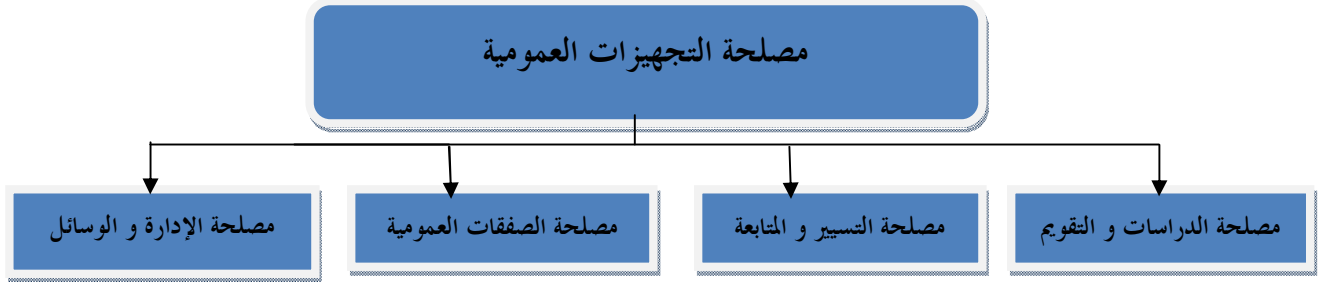 مصلحة التجهيزات العمومية
مصلحة الدراسات و التقويم
مصلحة التسيير و المتابعة
مصلحة الصفقات العمومية
مصلحة الإدارة و الوسائل